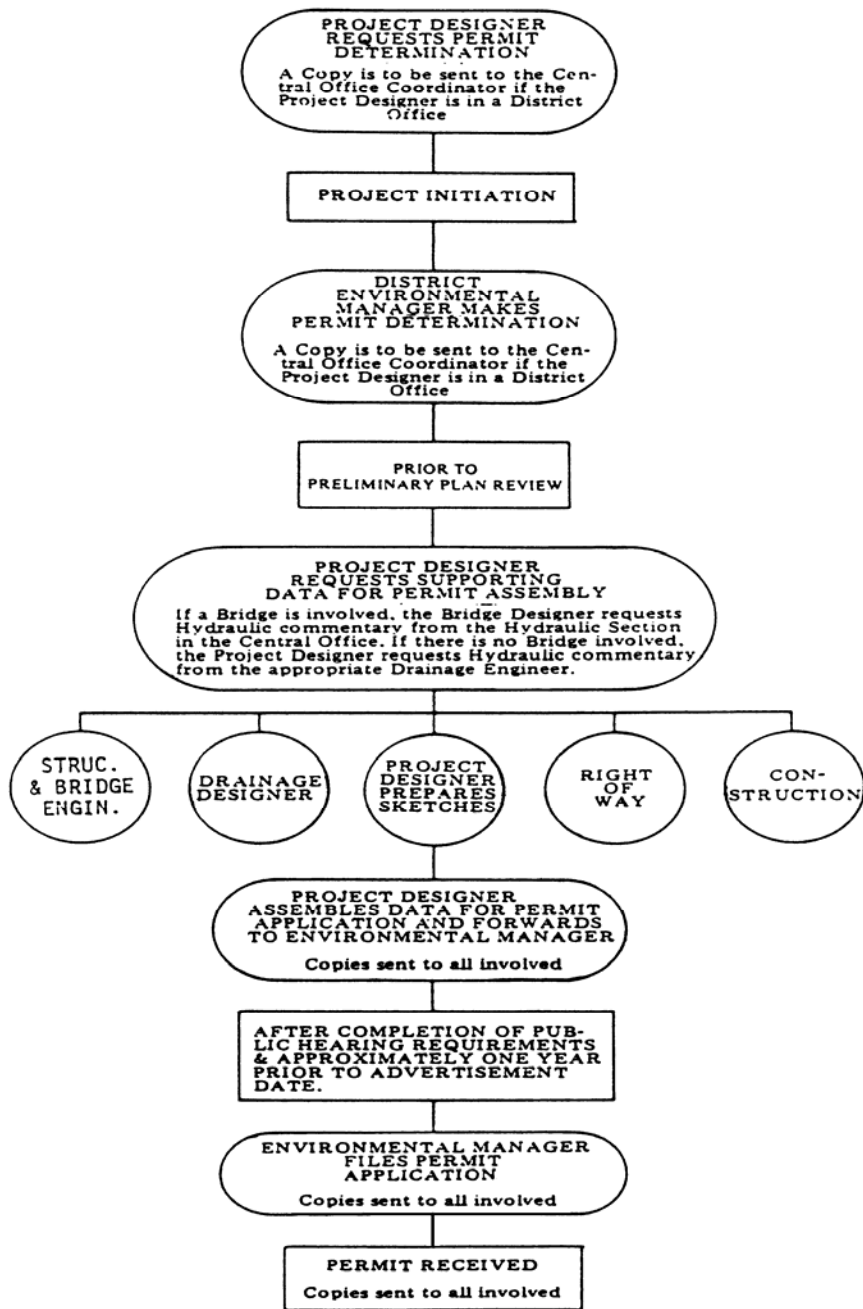 PROJECT DESIGNER
REQUESTS PERMIT
DETERMINATION
A Copy is to be sent to the Cen-
tral Office Coordinator if the
Project Designer is in a District
Office
PROJECT INITIATION
DISTRICT
ENVIRONMENTAL
MANAGER MAKES
PERMIT DETERMINATION
A Copy is to be sent to the Cen-
tral Office Coordinator if the
Project Designer is in a District
Office
PRIOR TO
PRELIMINARY PLAN REVIEW
PROJECT DESIGNER
REQUESTS SUPPORTING
DATA FOR PERMIT ASSEMBLY
If a Bridge is involved, the Bridge Designer requests
Hydraulic commentary from the Hydraulic Section
in the Central Office. If there is no Bridge involved,
the Project Designer requests Hydraulic commentary
from the appropriate Drainage Engineer.
STRUC.
& BRIDGE
ENGIN.
DRAINAGE
DESIGNER
PROJECT
DESIGNER
PREPARES
SKETCHES
RIGHT
OF
WAY
CON-
STRUCTION
PROJECT DESIGNER
ASSEMBLES DATA FOR PERMIT
APPLICATION AND FORWARDS
TO ENVIRONMENTAL MANAGER
Copies sent to all involved
AFTER COMPLETION OF PUB-
LIC HEARING REQUIREMENTS
& APPROXIMATELY ONE YEAR
PRIOR TO ADVERTISEMENT
DATE.
ENVIRONMENTAL MANAGER
FILES PERMIT
APPLICATION
Copies sent to all involved
PERMIT RECEIVED
Copies sent to all involved